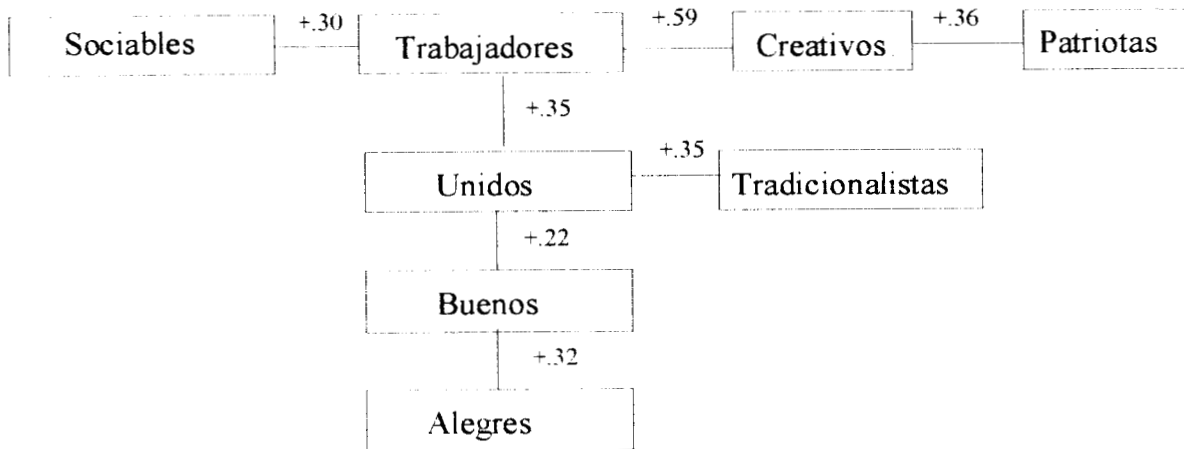 +.30 +.59 +.36
Sociables Trabajadores Creativos Patriotas
+.35
+.35
Unidos Tradicionalistas
+.22
Buenos
+.32
Alegres